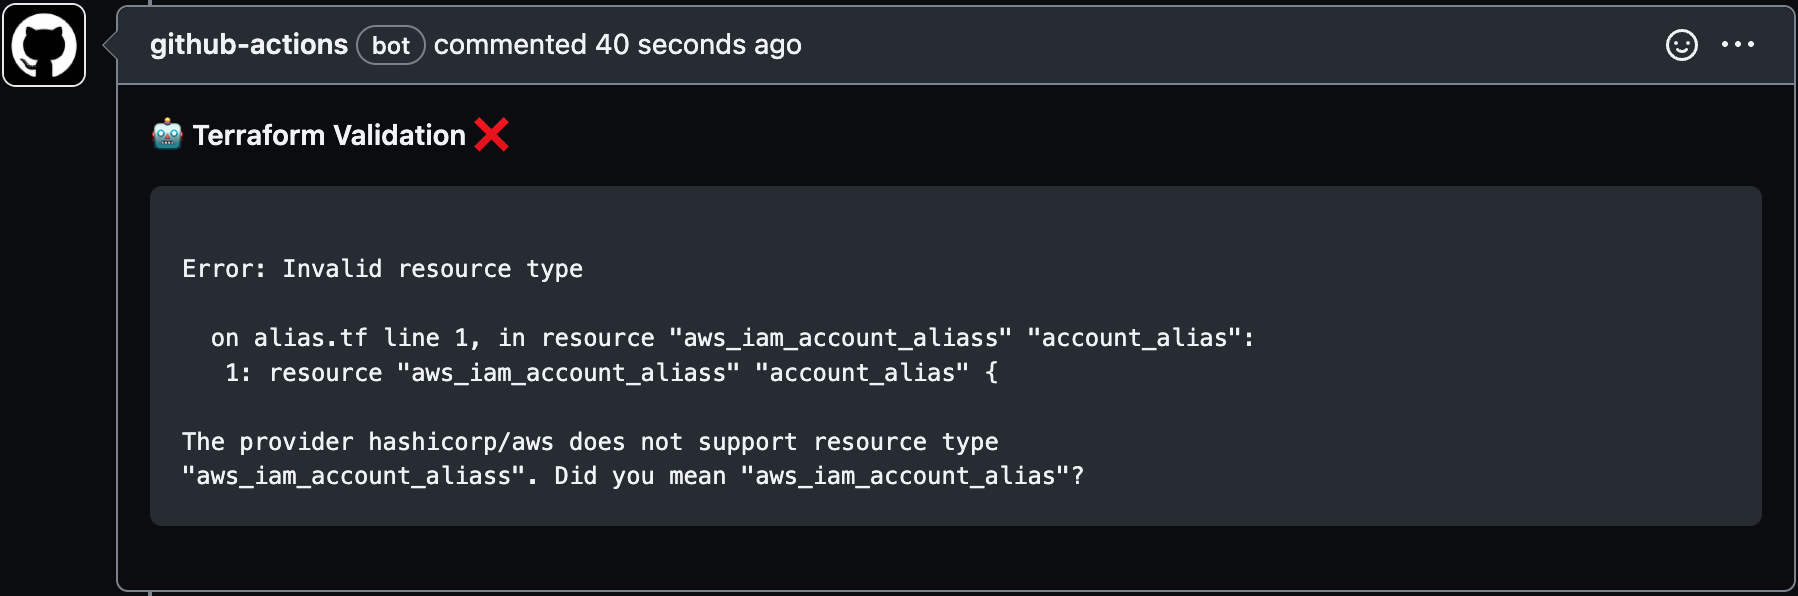 github-actions bot commented 40 seconds ago
🤖 Terraform Validation ❌
Error: Invalid resource type
  on alias.tf line 1, in resource "aws_iam_account_aliass" "account_alias":
   1: resource "aws_iam_account_aliass" "account_alias" {
The provider hashicorp/aws does not support resource type
"aws_iam_account_aliass". Did you mean "aws_iam_account_alias"?